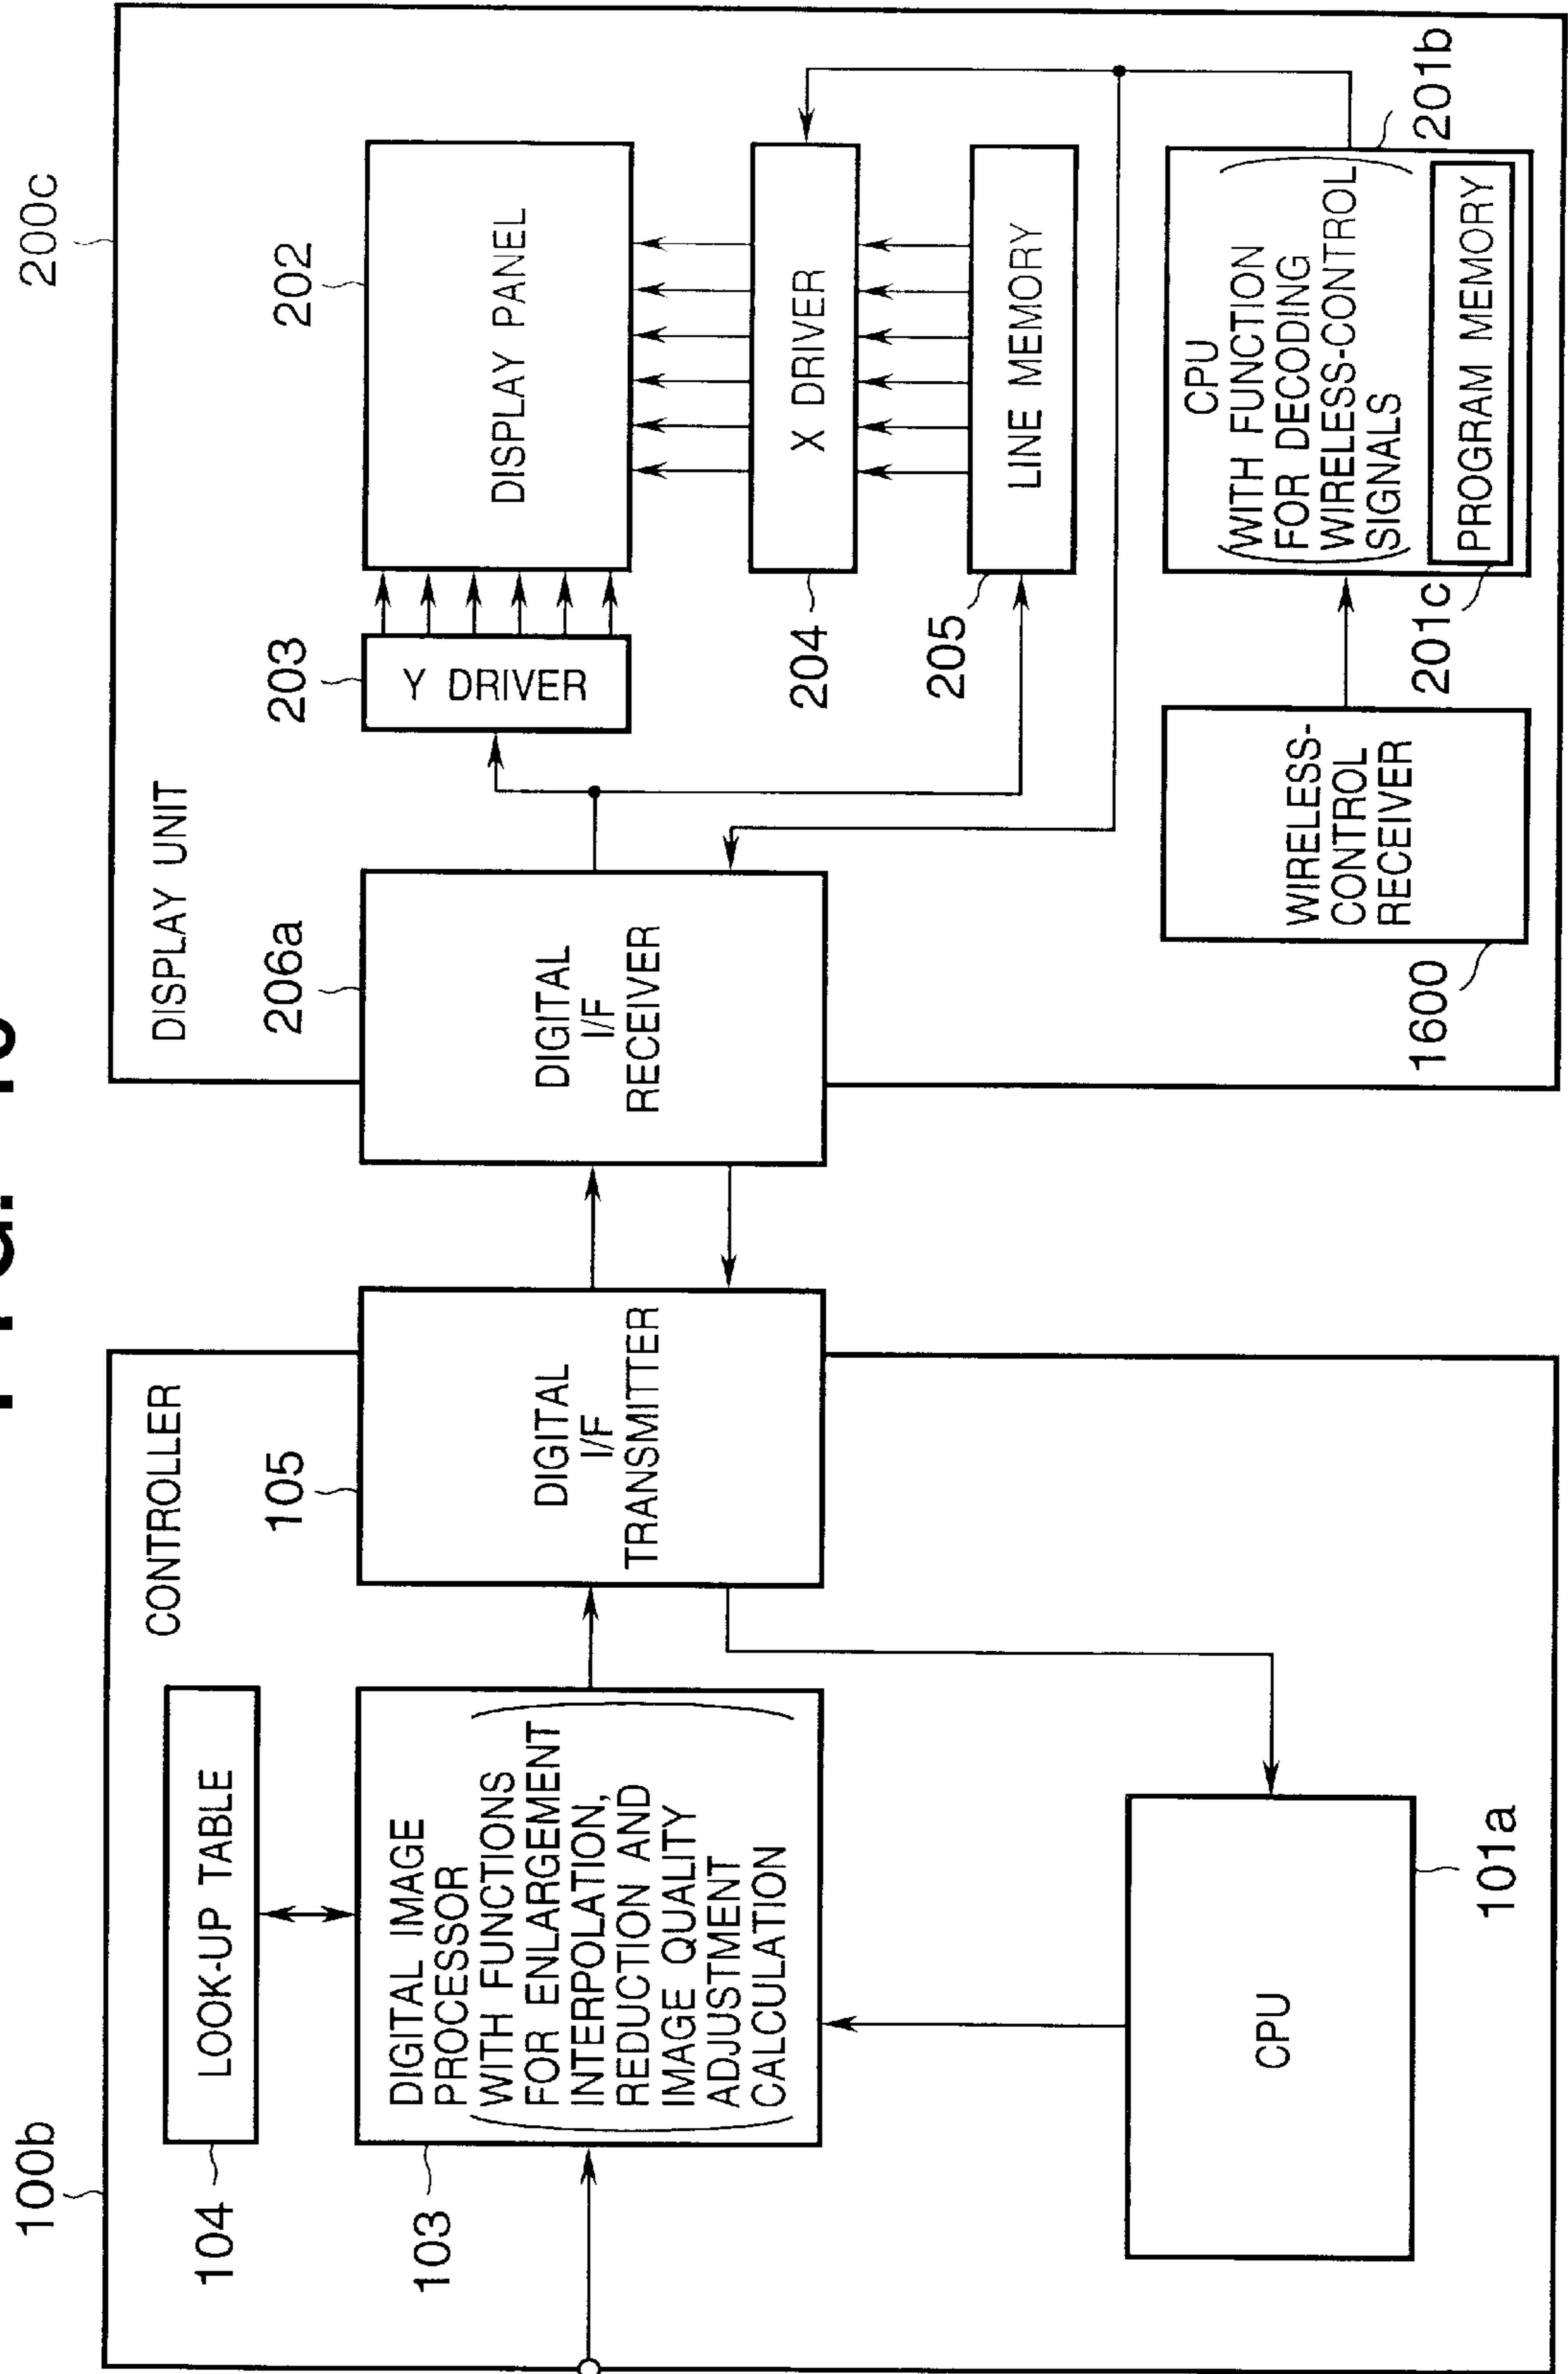 100b
CONTROLLER
104
LOOK-UP TABLE
103
DIGITAL IMAGE
PROCESSOR
WITH FUNCTIONS
FOR ENLARGEMENT
INTERPOLATION,
REDUCTION AND
IMAGE QUALITY
ADJUSTMENT
CALCULATION
CPU
101a
105
DIGITAL
I/F
TRANSMITTER
200c
DISPLAY UNIT
206a
DIGITAL
I/F
RECEIVER
203
Y DRIVER
202
DISPLAY PANEL
204
X DRIVER
205
LINE MEMORY
1600
WIRELESS-
CONTROL
RECEIVER
CPU
WITH FUNCTION
FOR DECODING
WIRELESS-CONTROL
SIGNALS
PROGRAM MEMORY
201c
201b